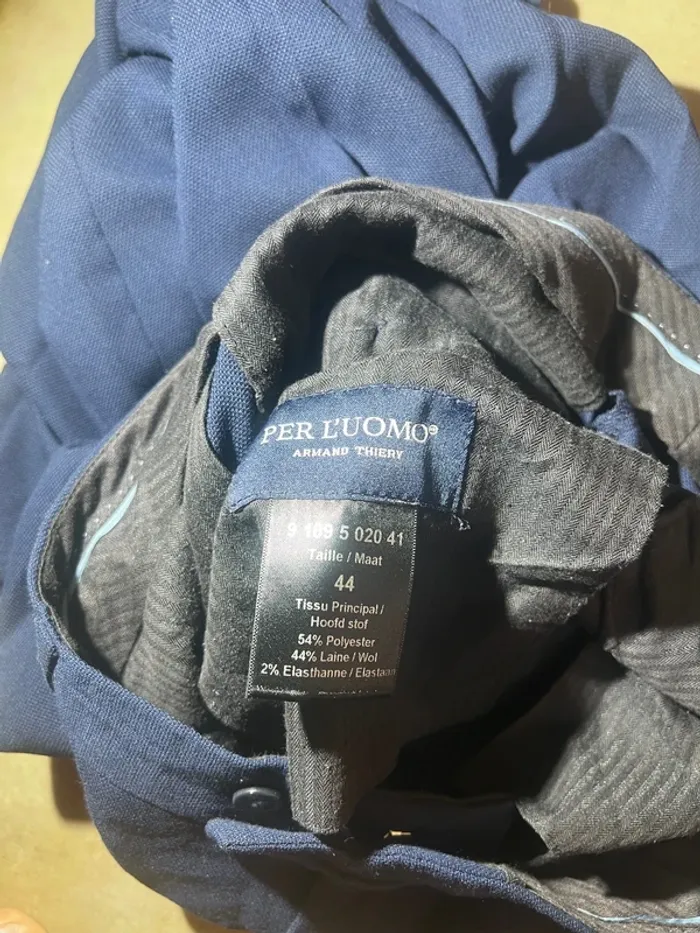 PER L'UOMO®
ARMAND THIERY
9 189 5 020 41
Taille / Maat
44
Tissu Principal /
Hoofd stof
54% Polyester
44% Laine / Wol
2% Elasthanne / Elastann